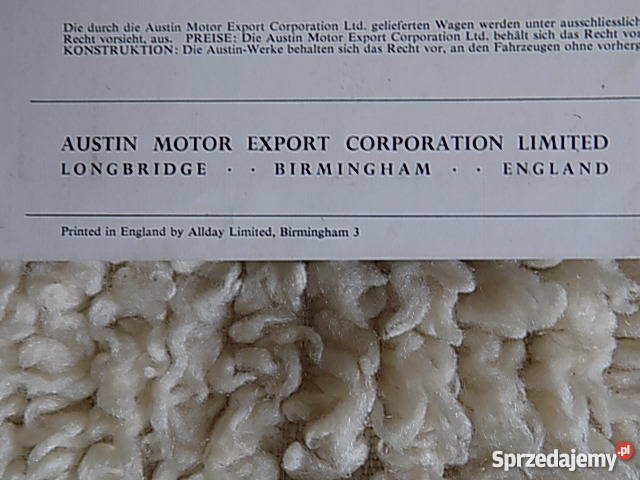 Die durch die Austin Motor Export Corporation Ltd. gelieferten Wagen werden unter ausschliesslich
Recht vorsieht, aus. PREISE: Die Austin Motor Export Corporation Ltd. behält sich das Recht vor
KONSTRUKTION: Die Austin-Werke behalten sich das Recht vor, an den Fahrzeugen ohne vorherg
AUSTIN MOTOR EXPORT CORPORATION LIMITED
LONGBRIDGE · · BIRMINGHAM · · ENGLAND
Printed in England by Allday Limited, Birmingham 3
Sprzedajemy.pl